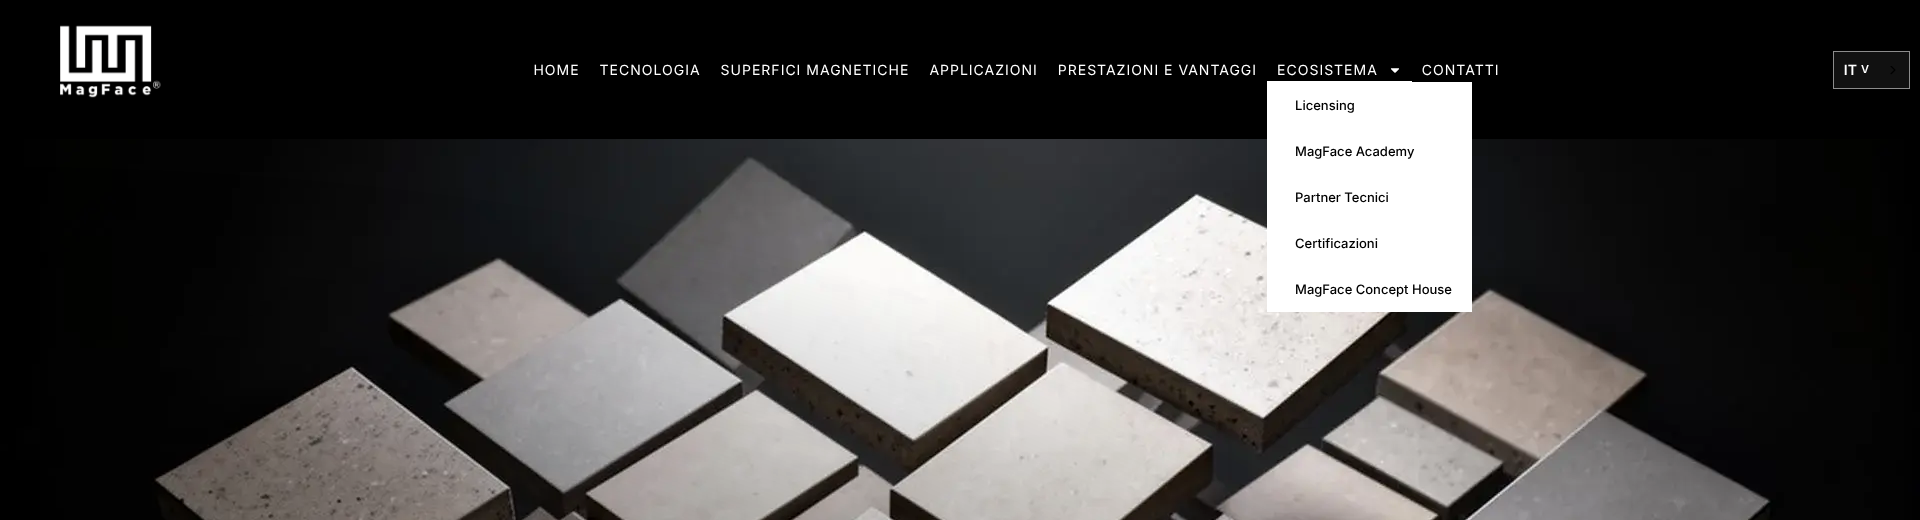 MagFace®
HOME TECNOLOGIA SUPERFICI MAGNETICHE APPLICAZIONI PRESTAZIONI E VANTAGGI ECOSISTEMA CONTATTI
IT V
Licensing
MagFace Academy
Partner Tecnici
Certificazioni
MagFace Concept House